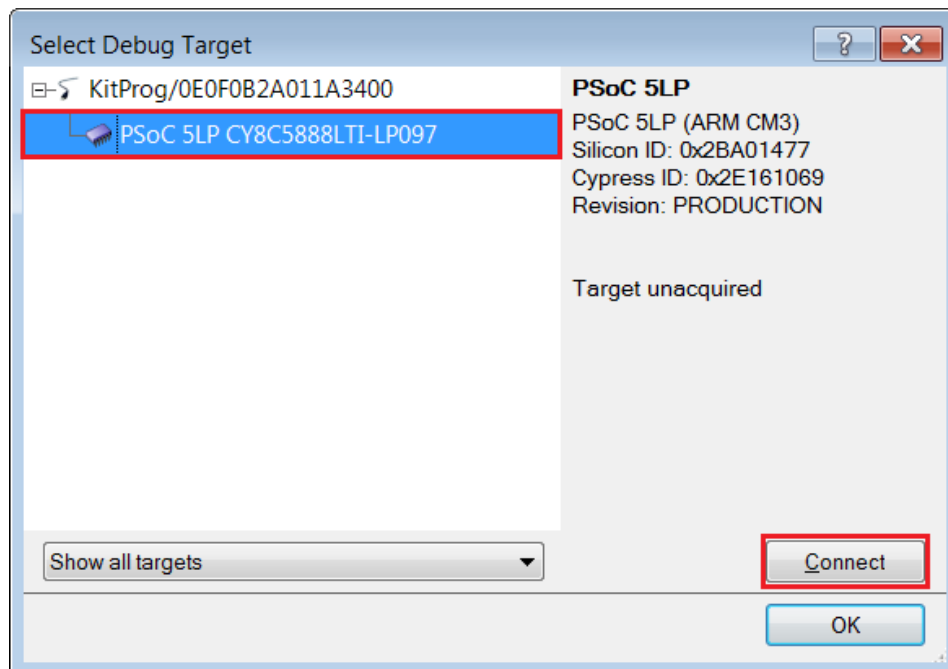 Select Debug Target
KitProg/0E0F0B2A011A3400
PSoC 5LP CY8C5888LTI-LP097
PSoC 5LP
PSoC 5LP (ARM CM3)
Silicon ID: 0x2BA01477
Cypress ID: 0x2E161069
Revision: PRODUCTION
Target unacquired
Show all targets
Connect
OK